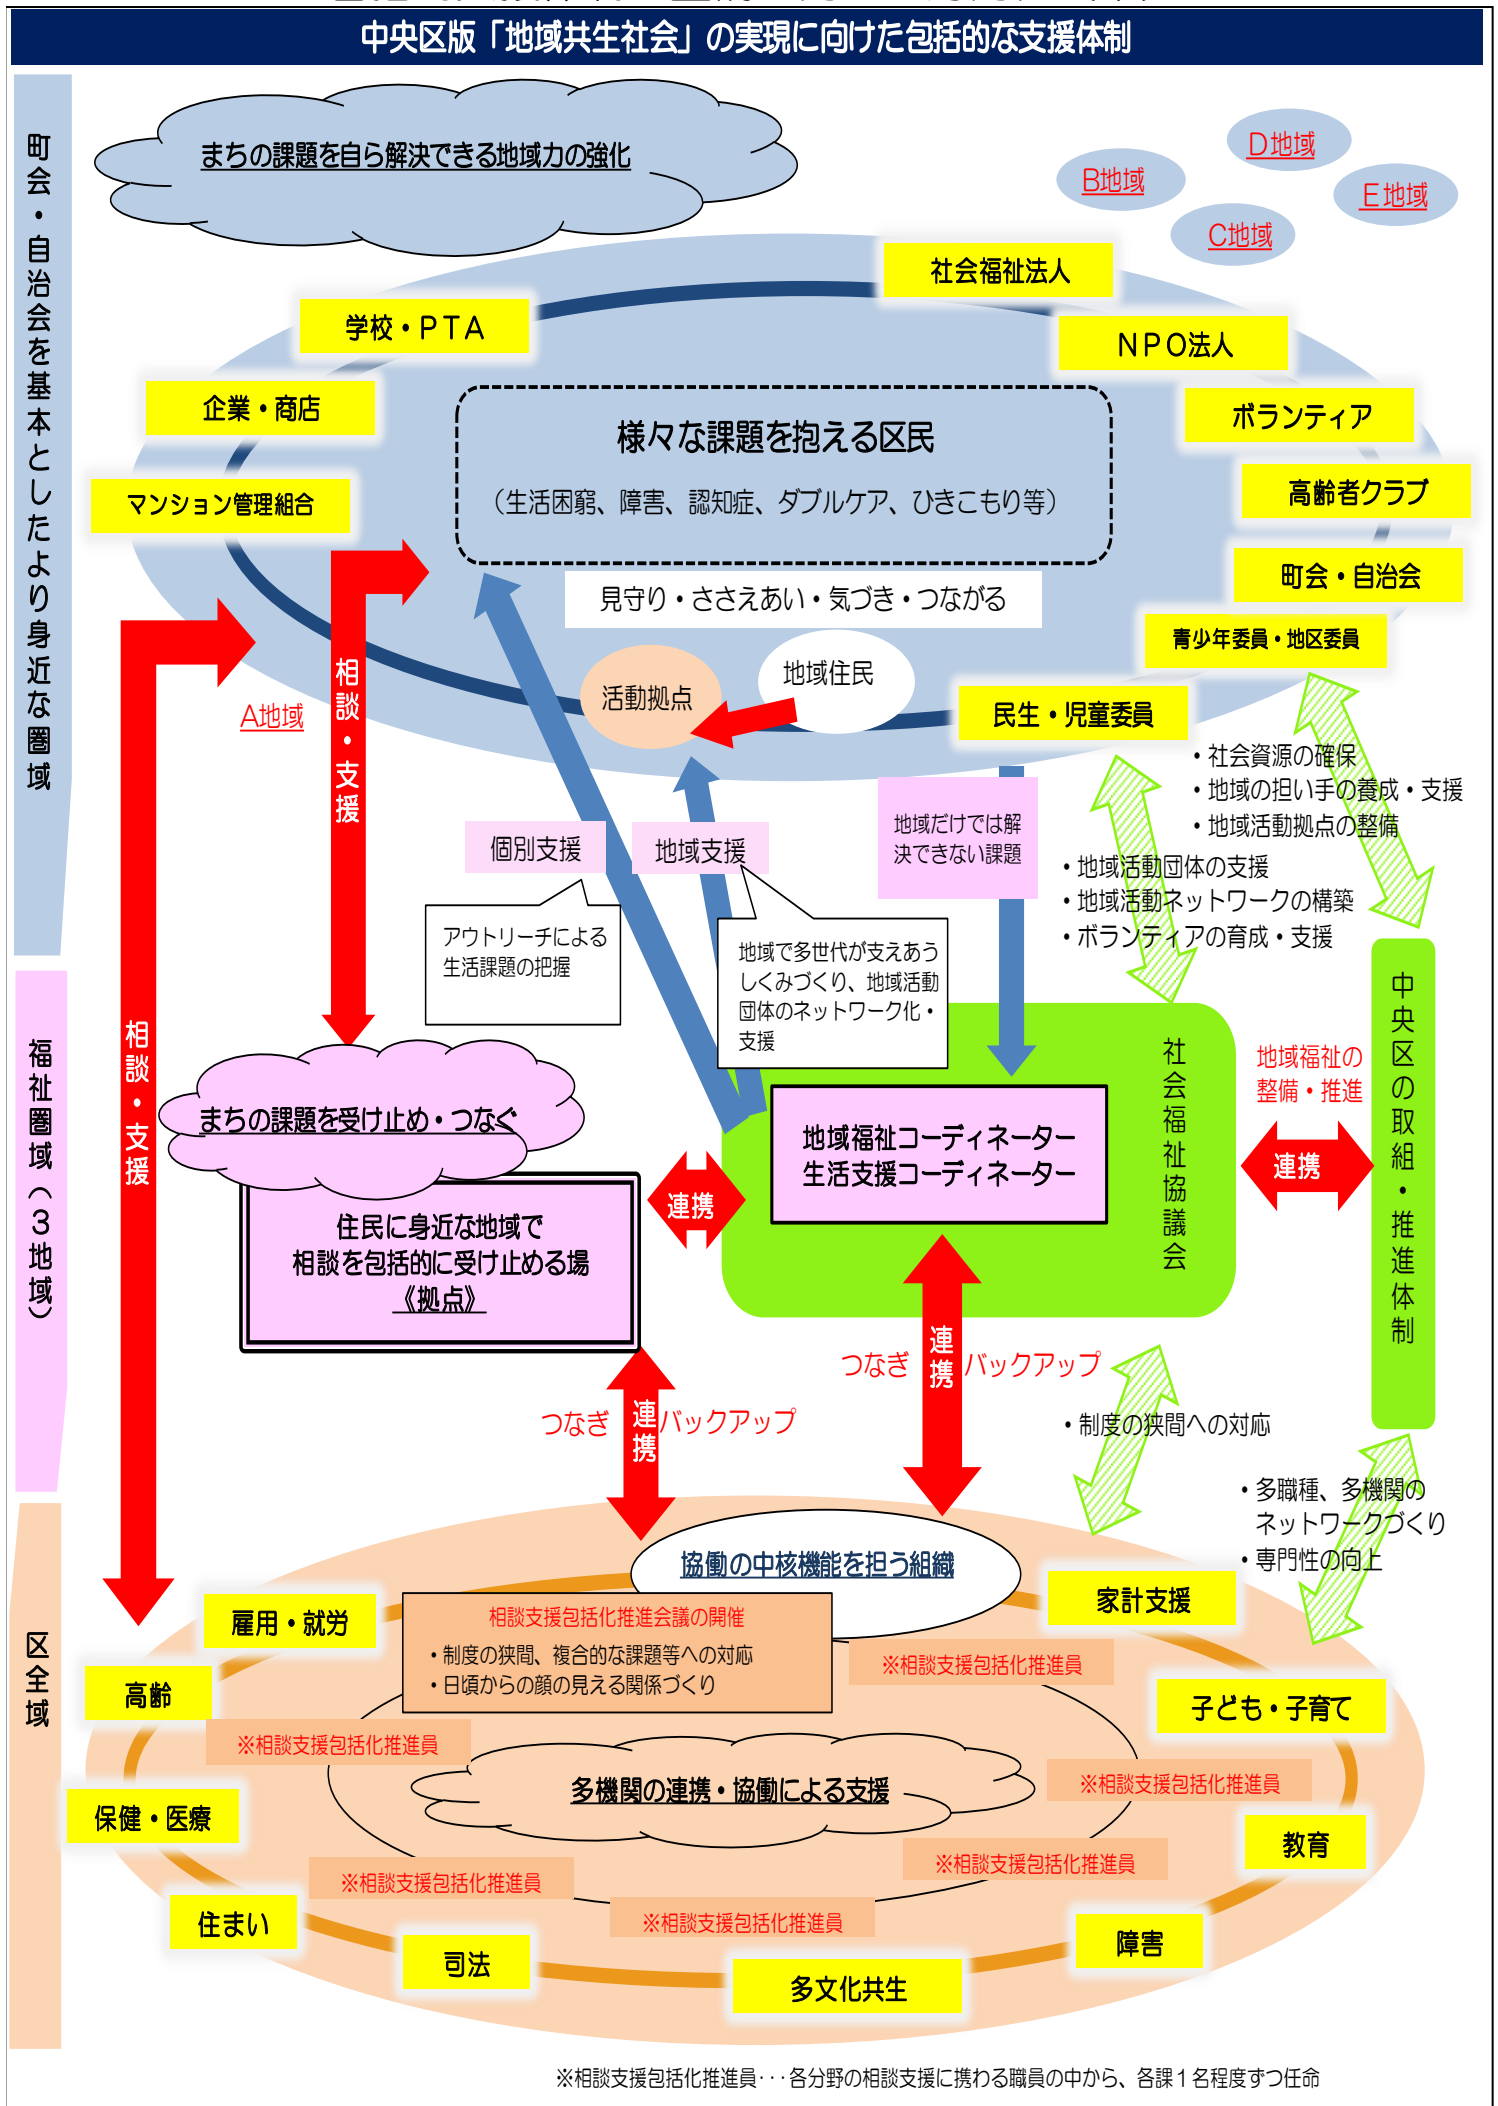 中央区版「地域共生社会」の実現に向けた包括的な支援体制
町会・自治会を基本としたより身近な圏域
まちの課題を自ら解決できる地域力の強化
B地域
D地域
C地域
E地域
社会福祉法人
学校・PTA
NPO法人
企業・商店
ボランティア
マンション管理組合
高齢者クラブ
町会・自治会
青少年委員・地区委員
民生・児童委員
様々な課題を抱える区民
（生活困窮、障害、認知症、ダブルケア、ひきこもり等）
見守り・ささえあい・気づき・つながる
活動拠点
地域住民
A地域
相談・支援
相談・支援
個別支援
地域支援
地域だけでは解
決できない課題
・社会資源の確保
・地域の担い手の養成・支援
・地域活動拠点の整備
・地域活動団体の支援
・地域活動ネットワークの構築
・ボランティアの育成・支援
アウトリーチによる
生活課題の把握
地域で多世代が支えあう
しくみづくり、地域活動
団体のネットワーク化・
支援
福祉圏域（3地域）
まちの課題を受け止め・つなぐ
住民に身近な地域で
相談を包括的に受け止める場
《拠点》
連携
地域福祉コーディネーター
生活支援コーディネーター
社会福祉協議会
地域福祉の
整備・推進
連携
中央区の取組・推進体制
つなぎ
連携
バックアップ
つなぎ
連携
バックアップ
・制度の狭間への対応
・多職種、多機関の
ネットワークづくり
・専門性の向上
区全域
協働の中核機能を担う組織
相談支援包括化推進会議の開催
・制度の狭間、複合的な課題等への対応
・日頃からの顔の見える関係づくり
雇用・就労
家計支援
高齢
子ども・子育て
保健・医療
教育
住まい
障害
司法
多文化共生
※相談支援包括化推進員
※相談支援包括化推進員
※相談支援包括化推進員
※相談支援包括化推進員
※相談支援包括化推進員
※相談支援包括化推進員
多機関の連携・協働による支援
※相談支援包括化推進員･･･各分野の相談支援に携わる職員の中から、各課1名程度ずつ任命